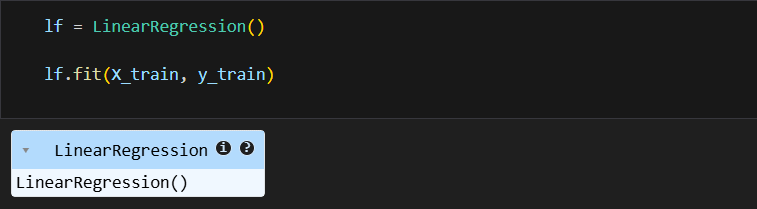 lf = LinearRegression()
lf.fit(X_train, y_train)
LinearRegression i ?
LinearRegression()